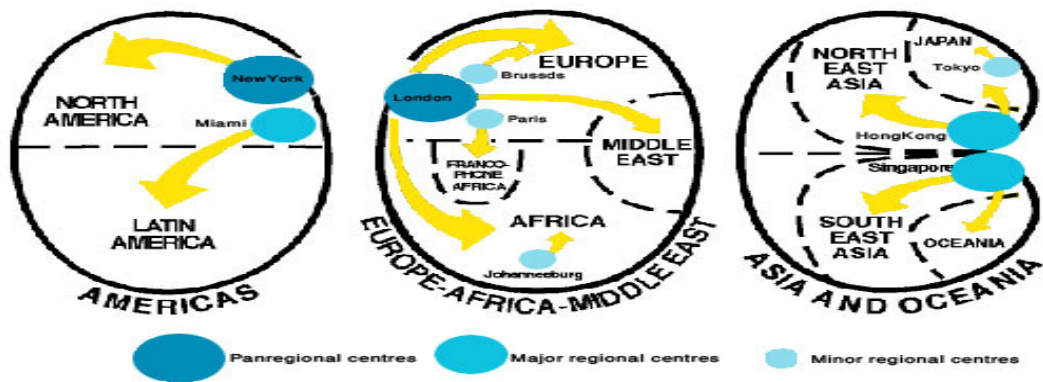 NewYork
NORTH
AMERICA
Miami
LATIN
AMERICA
AMERICAS
EUROPE
Brussds
London
Paris
MIDDLE
EAST
FRANCO-
PHONE
AFRICA
AFRICA
Johannesburg
EUROPE-AFRICA-MIDDLE EAST
JAPAN
NORTH
EAST
ASIA
Tokyo
HongKong
Singapore
SOUTH
EAST
ASIA
OCEANIA
ASIA AND OCEANIA
Panregional centres
Major regional centres
Minor regional centres